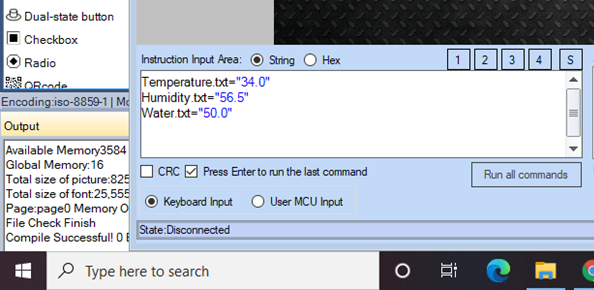 Dual-state button
Checkbox
Radio
QRcode
Encoding:iso-8859-1 | Mo
Output
Available Memory3584
Global Memory:16
Total size of picture:825
Total size of font:25,555
Page:page0 Memory O
File Check Finish
Compile Successful! 0 E
Instruction Input Area: String Hex 1 2 3 4 S
Temperature.txt="34.0"
Humidity.txt="56.5"
Water.txt="50.0"
CRC Press Enter to run the last command Run all commands
Keyboard Input User MCU Input
State:Disconnected
Type here to search